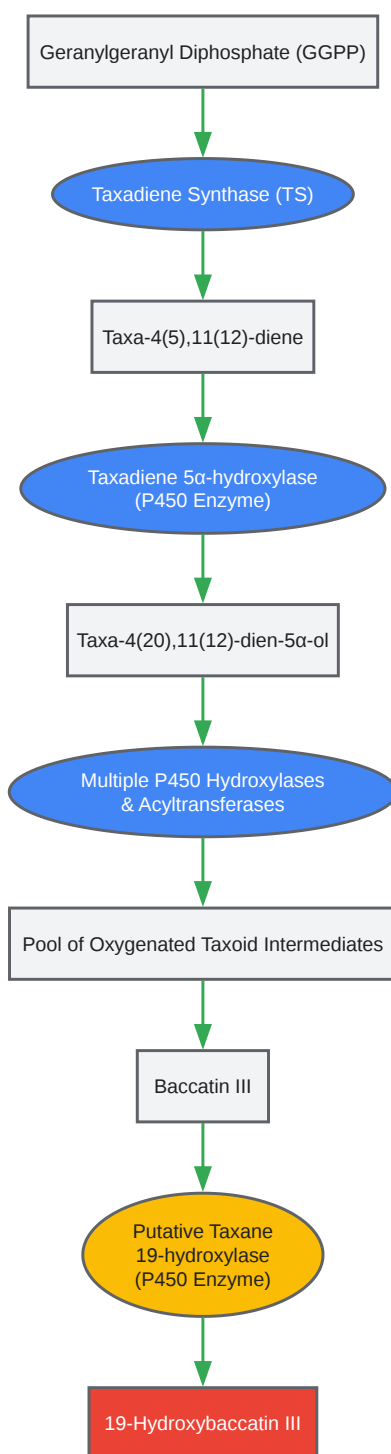 Geranylgeranyl Diphosphate (GGPP)
Taxadiene Synthase (TS)
Taxa-4(5),11(12)-diene
Taxadiene 5α-hydroxylase
(P450 Enzyme)
Taxa-4(20),11(12)-dien-5α-ol
Multiple P450 Hydroxylases
& Acyltransferases
Pool of Oxygenated Taxoid Intermediates
Baccatin III
Putative Taxane
19-hydroxylase
(P450 Enzyme)
19-Hydroxybaccatin III